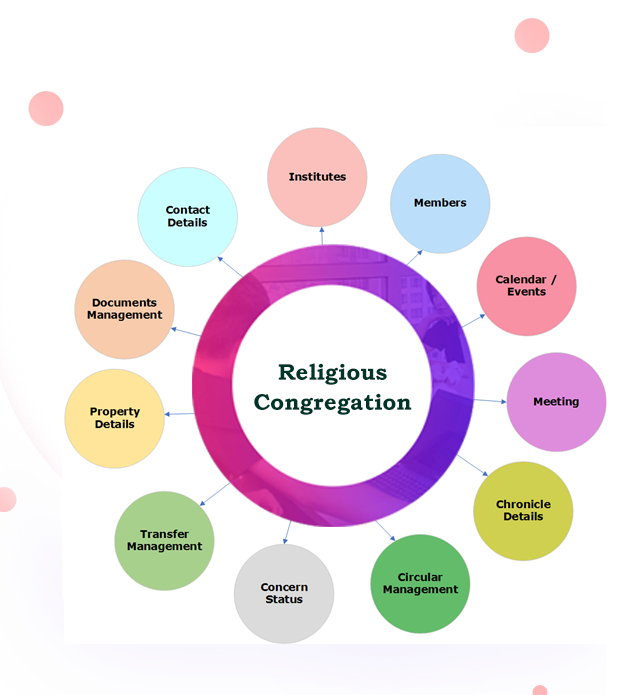 Institutes
Members
Contact
Details
Calendar /
Events
Documents
Management
Religious
Congregation
Meeting
Property
Details
Chronicle
Details
Transfer
Management
Circular
Management
Concern
Status